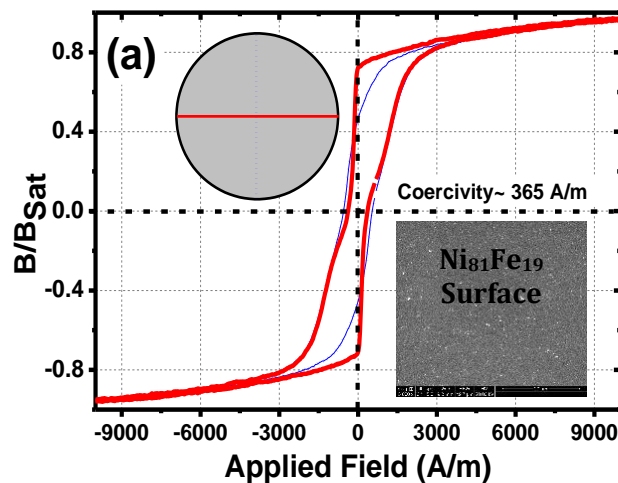 (a)
0.8
0.4
0.0
-0.4
-0.8
B/BSat
Coercivity~ 365 A/m
Ni₈₁Fe₁₉
Surface
-9000 -6000 -3000 0 3000 6000 9000
Applied Field (A/m)